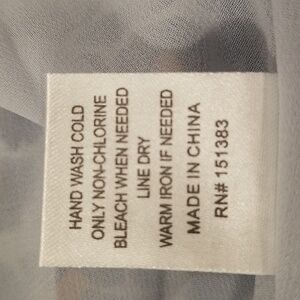 HAND WASH COLD
ONLY NON-CHLORINE
BLEACH WHEN NEEDED
LINE DRY
WARM IRON IF NEEDED
MADE IN CHINA
RN# 151383